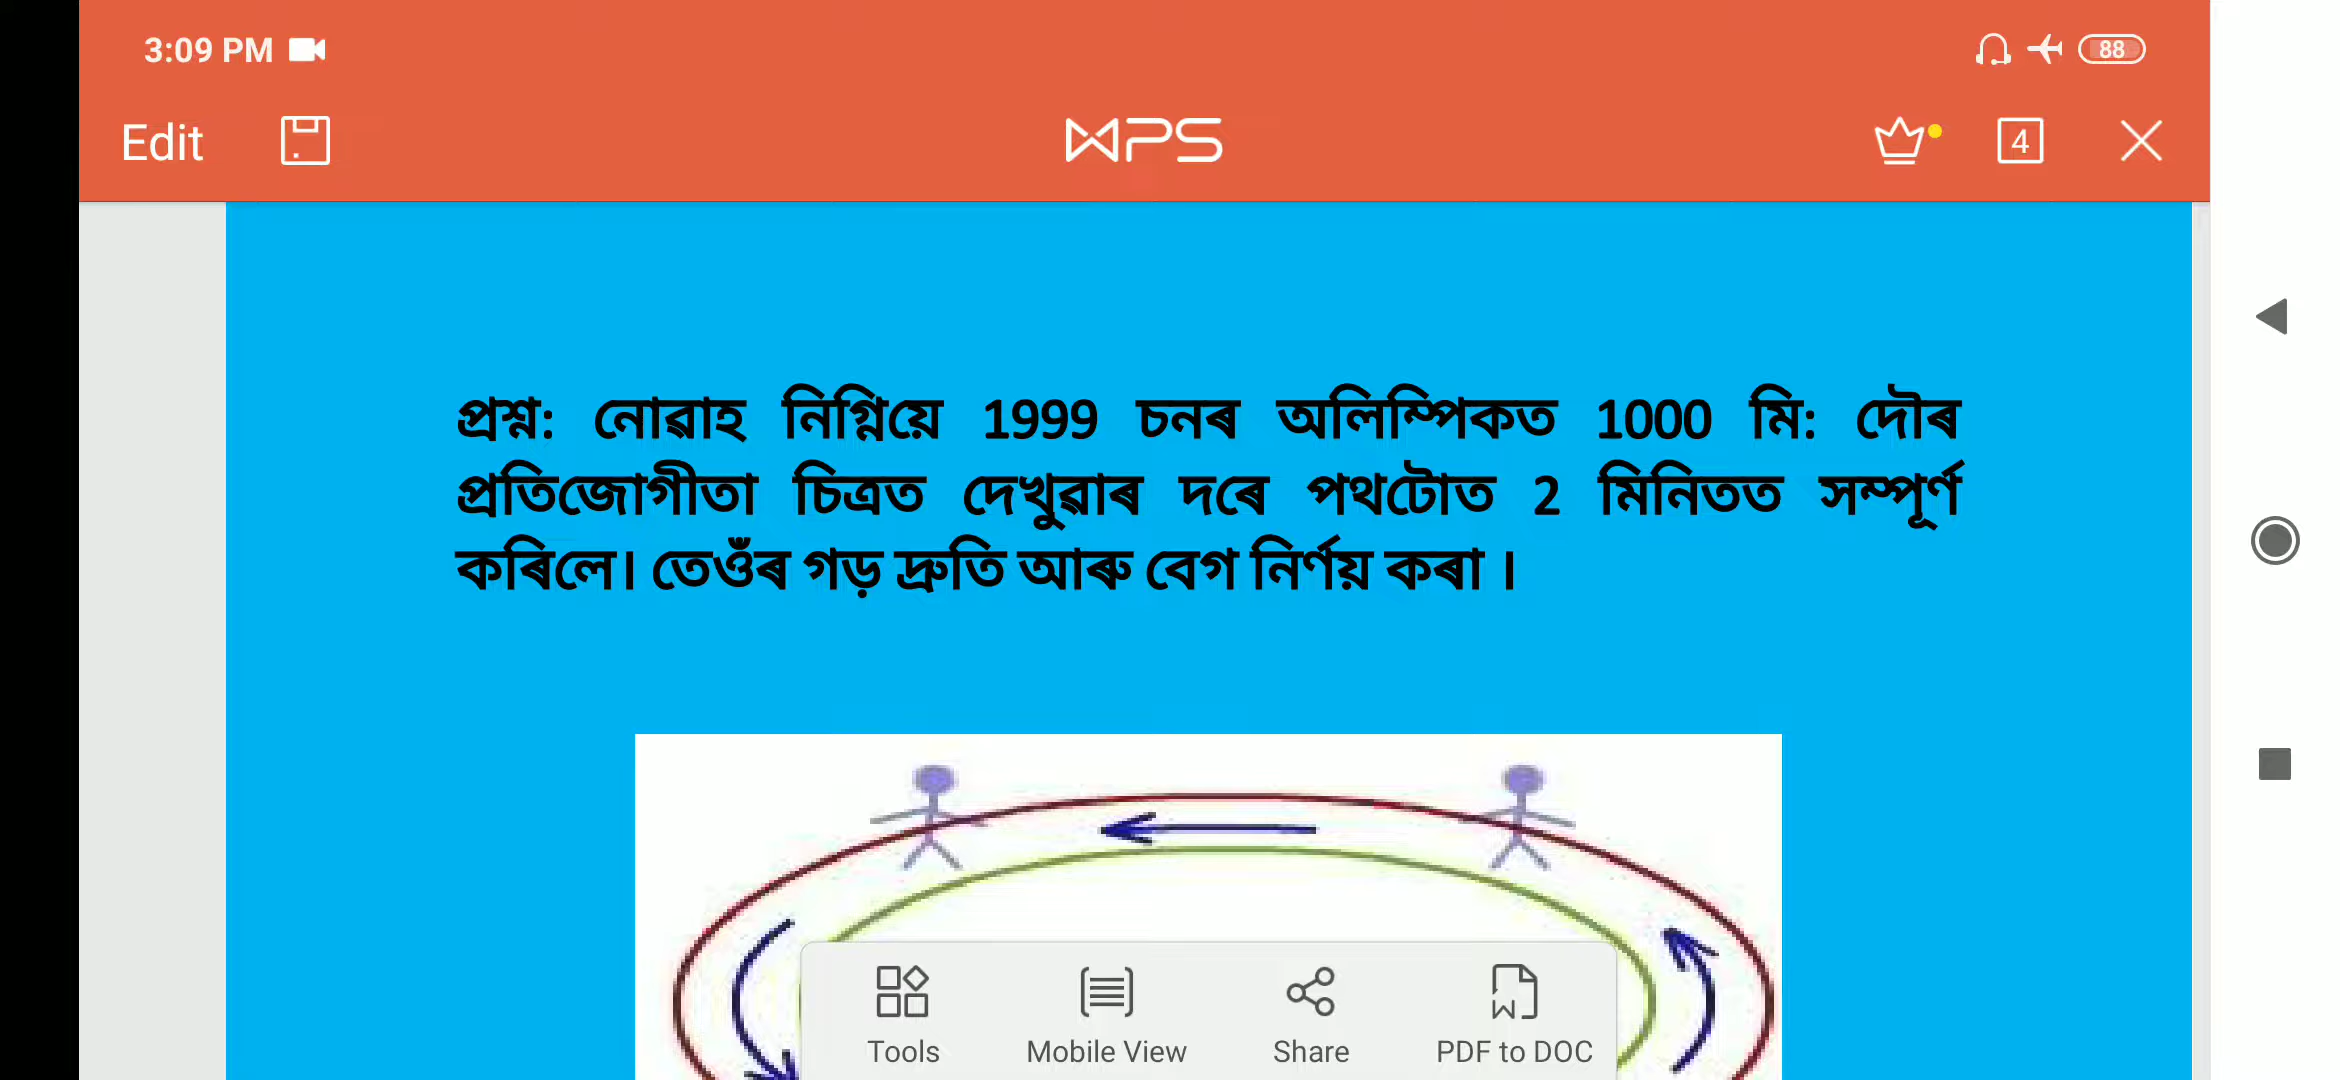 3:09 PM
88
Edit
WPS
4
প্ৰশ্ন: নোৱাহ নিগ্নিয়ে 1999 চনৰ অলিম্পিকত 1000 মি: দৌৰ
প্ৰতিজোগীতা চিত্ৰত দেখুৱাৰ দৰে পথটোত 2 মিনিতত সম্পূৰ্ণ
কৰিলে। তেওঁৰ গড় দ্ৰুতি আৰু বেগ নিৰ্ণয় কৰা ।
Tools
Mobile View
Share
PDF to DOC